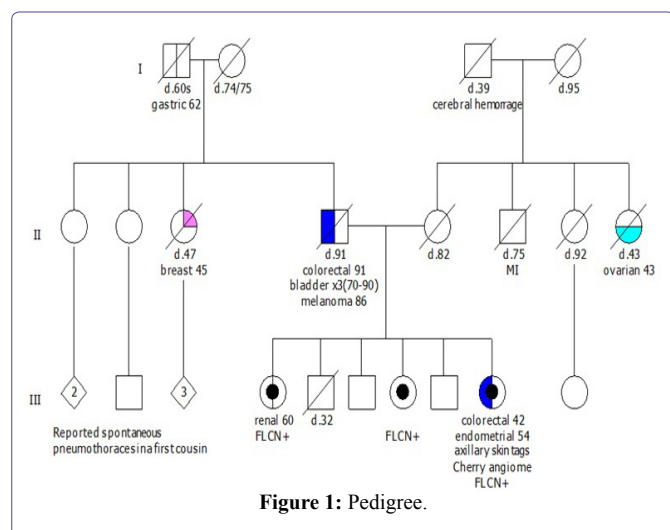 I
d.60s
gastric 62
d.74/75
d.39
cerebral hemorrage
d.95
II
d.47
breast 45
d.91
colorectal 91
bladder x3(70-90)
melanoma 86
d.82
d.75
MI
d.92
d.43
ovarian 43
III
2
3
Reported spontaneous
pneumothoraces in a first cousin
renal 60
FLCN+
d.32
FLCN+
colorectal 42
endometrial 54
axillary skin tags
Cherry angiome
FLCN+
Figure 1: Pedigree.